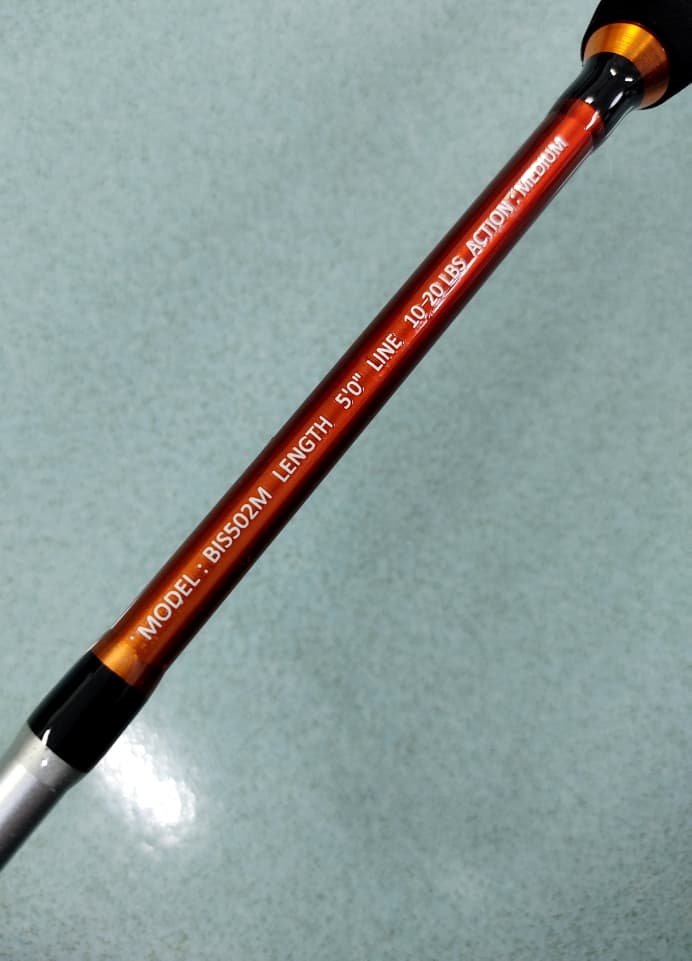 MODEL : BIS502M LENGTH 5'0" LINE 10-20 LBS ACTION : MEDIUM